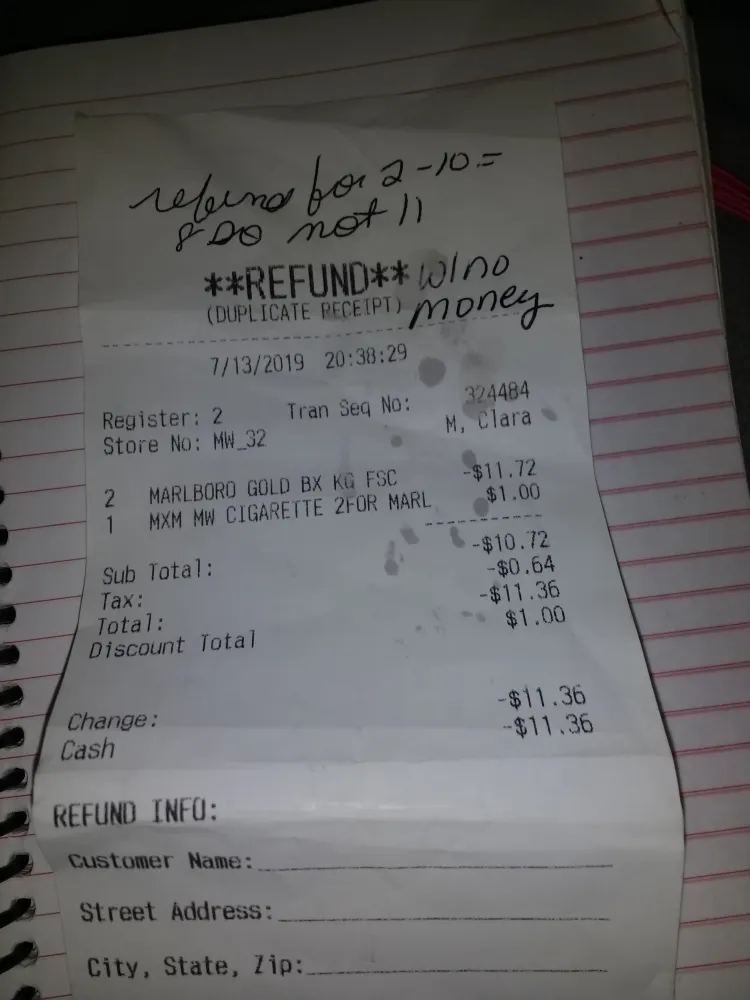 refund for 2-10=
8 DO not 11
**REFUND** w/no
(DUPLICATE RECEIPT) money
7/13/2019 20:38:29
Register: 2 Tran Seq No: 324484
Store No: MW_32 M, Clara
2 MARLBORO GOLD BX KG FSC -$11.72
1 MXM MW CIGARETTE 2FOR MARL $1.00
Sub Total: -$10.72
Tax: -$0.64
Total: -$11.36
Discount Total $1.00
Change: -$11.36
Cash -$11.36
REFUND INFO:
Customer Name:
Street Address:
City, State, Zip: